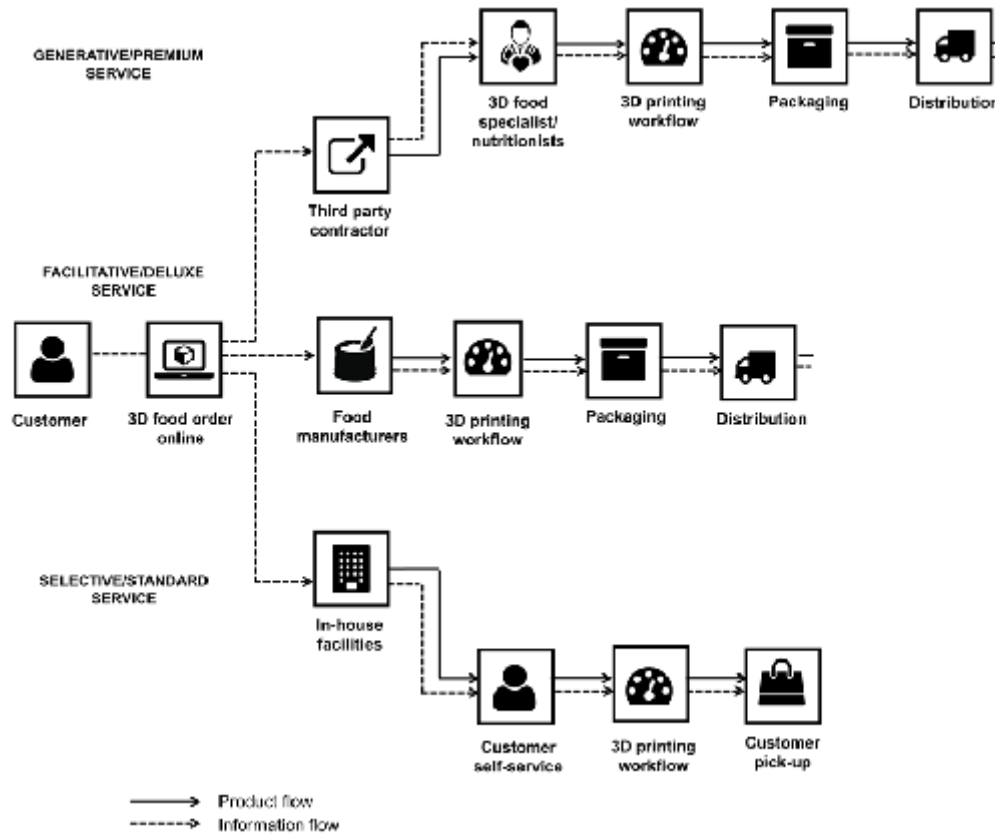 GENERATIVE/PREMIUM
SERVICE
3D food
specialist/
nutritionists
3D printing
workflow
Packaging
Distribution
Third party
contractor
FACILITATIVE/DELUXE
SERVICE
Customer
3D food order
online
Food
manufacturers
3D printing
workflow
Packaging
Distribution
SELECTIVE/STANDARD
SERVICE
In-house
facilities
Customer
self-service
3D printing
workflow
Customer
pick-up
Product flow
Information flow